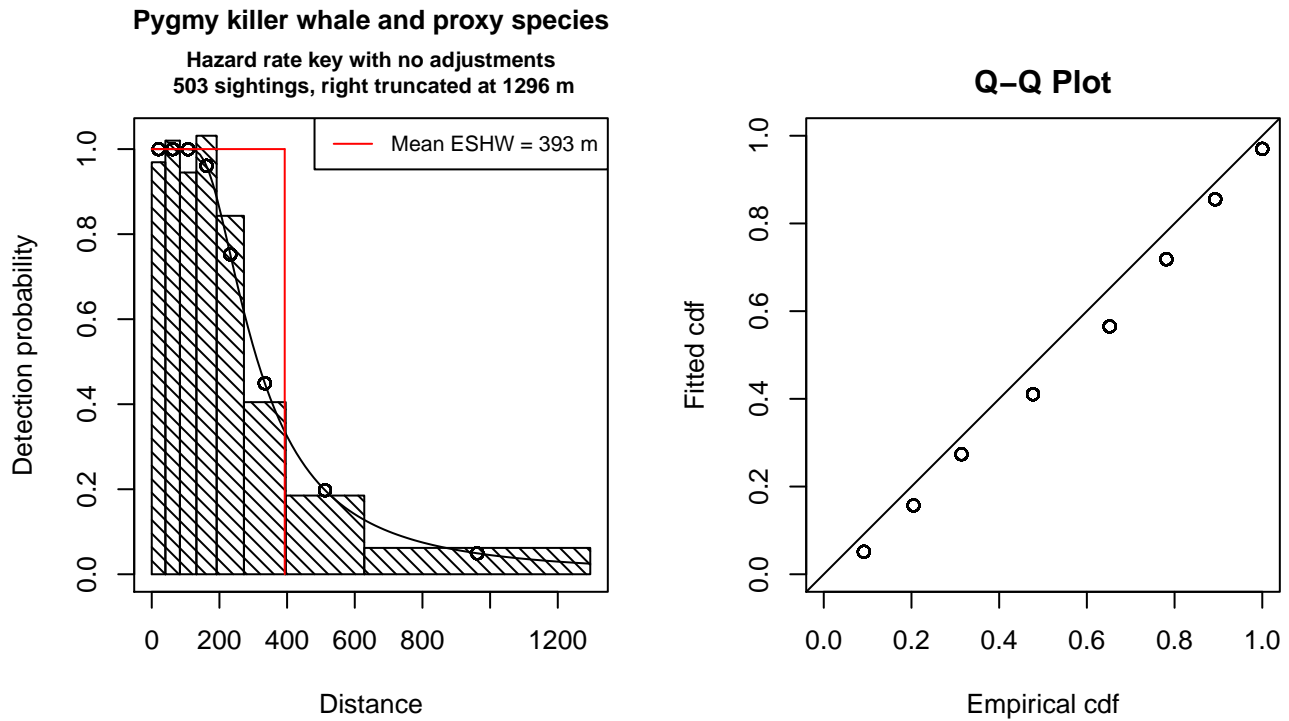 Pygmy killer whale and proxy species
Hazard rate key with no adjustments
503 sightings, right truncated at 1296 m
Mean ESHW = 393 m
Detection probability
0.0 0.2 0.4 0.6 0.8 1.0
0 200 400 600 800 1200
Distance
Q−Q Plot
Fitted cdf
0.0 0.2 0.4 0.6 0.8 1.0
0.0 0.2 0.4 0.6 0.8 1.0
Empirical cdf